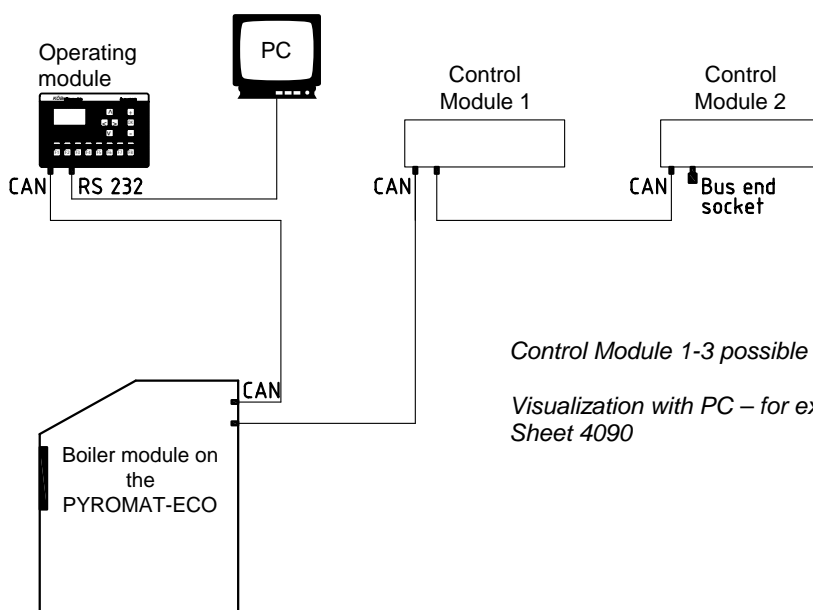 Operating
module
PC
Control
Module 1
Control
Module 2
CAN
RS 232
CAN
CAN
Bus end
socket
Control Module 1-3 possible
CAN
Visualization with PC – for ex
Sheet 4090
Boiler module on
the
PYROMAT-ECO